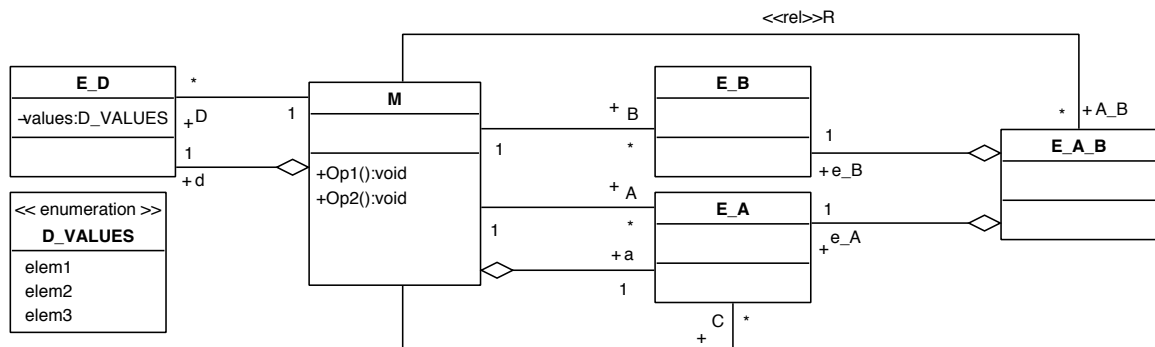 <<rel>>R
E_D
–values:D_VALUES
*
+D
1
1
+d
<< enumeration >>
D_VALUES
elem1
elem2
elem3
M
+Op1():void
+Op2():void
+B
1
*
E_B
1
+e_B
+A
1
*
+a
1
E_A
1
e_A
+
C
*
+
*
+A_B
E_A_B